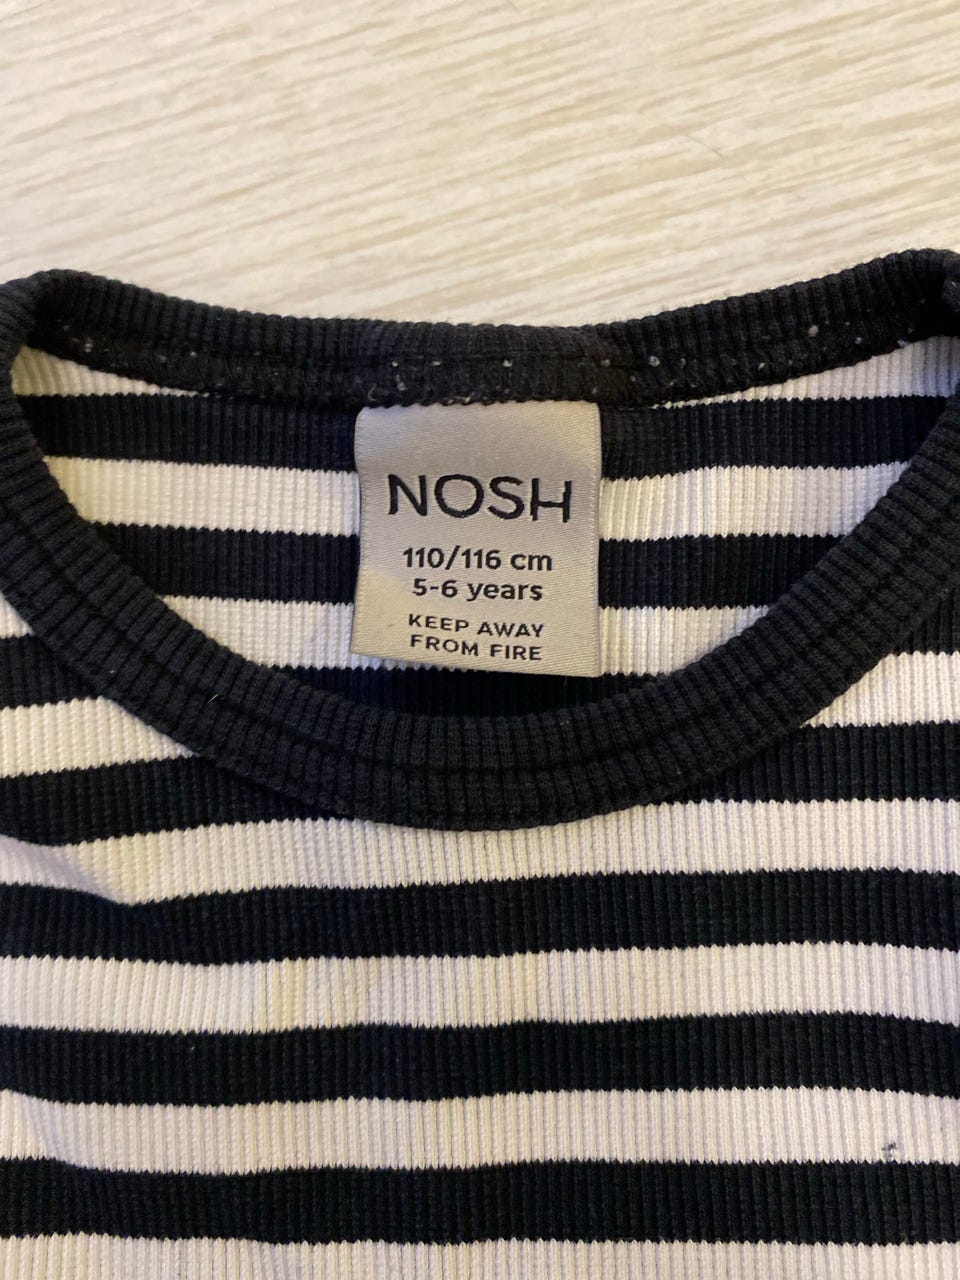 NOSH
110/116 cm
5-6 years
KEEP AWAY
FROM FIRE